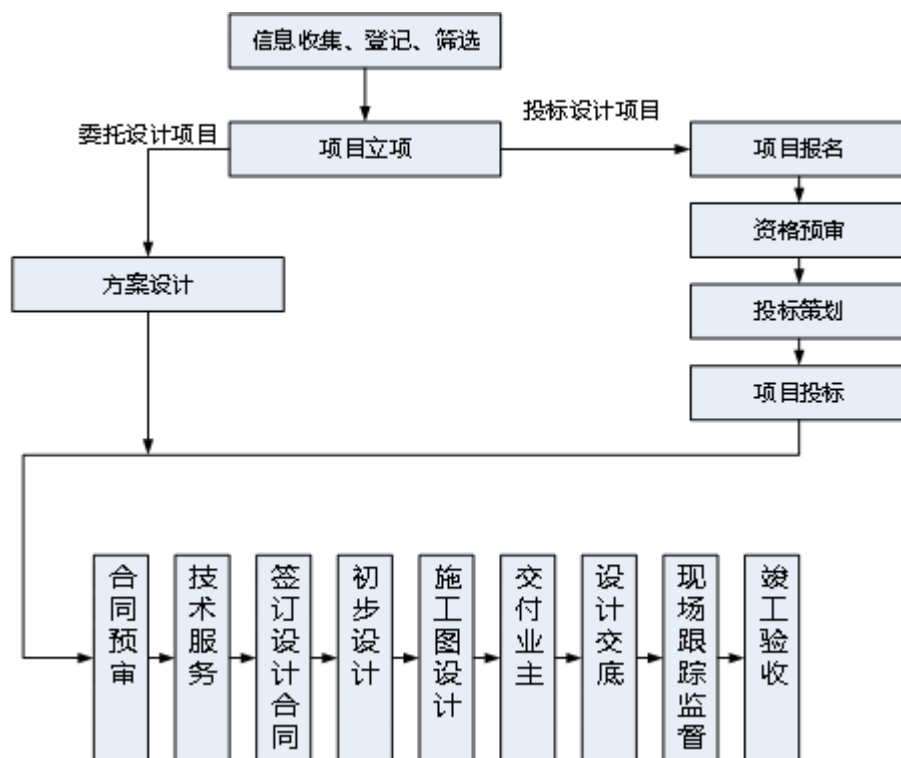 信息收集、登记、筛选
委托设计项目
项目立项
投标设计项目
项目报名
资格预审
方案设计
投标策划
项目投标
合同预审
技术服务
签订设计合同
初步设计
施工图设计
交付业主
设计交底
现场跟踪监督
竣工验收